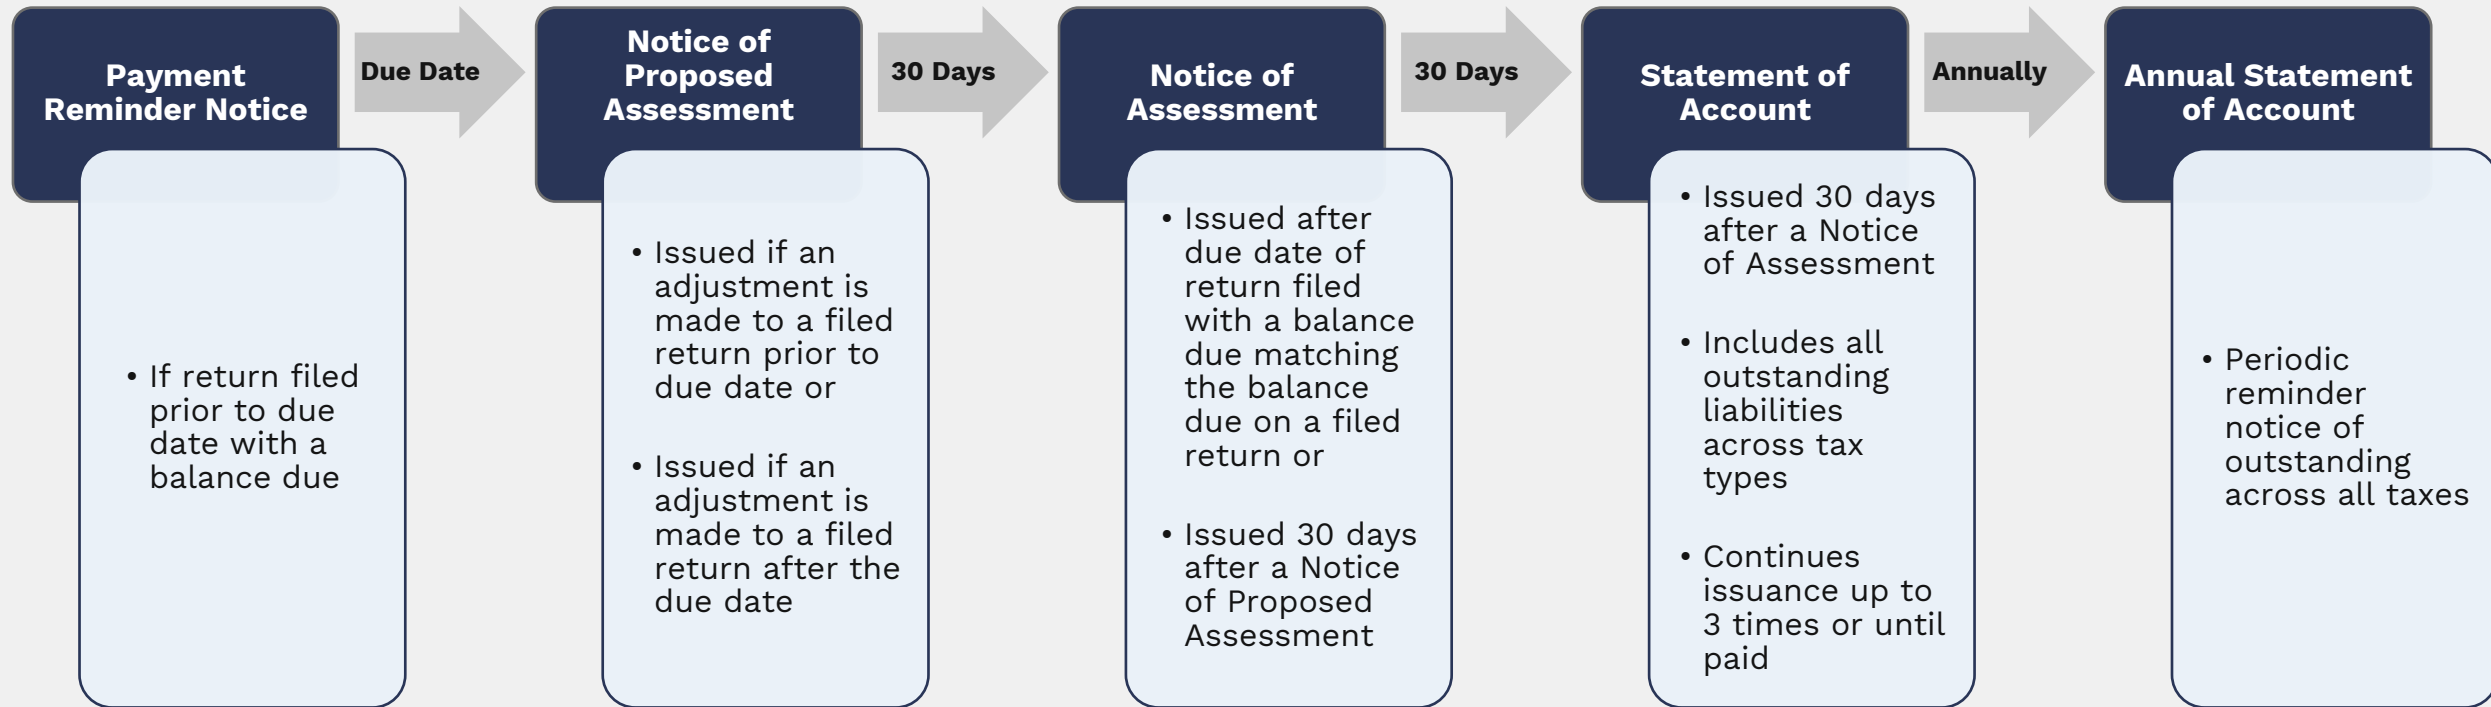 Payment
Reminder Notice
• If return filed
prior to due
date with a
balance due
Due Date
Notice of
Proposed
Assessment
• Issued if an
adjustment is
made to a filed
return prior to
due date or
• Issued if an
adjustment is
made to a filed
return after the
due date
30 Days
Notice of
Assessment
• Issued after
due date of
return filed
with a balance
due matching
the balance
due on a filed
return or
• Issued 30 days
after a Notice
of Proposed
Assessment
30 Days
Statement of
Account
• Issued 30 days
after a Notice
of Assessment
• Includes all
outstanding
liabilities
across tax
types
• Continues
issuance up to
3 times or until
paid
Annually
Annual Statement
of Account
• Periodic
reminder
notice of
outstanding
across all taxes